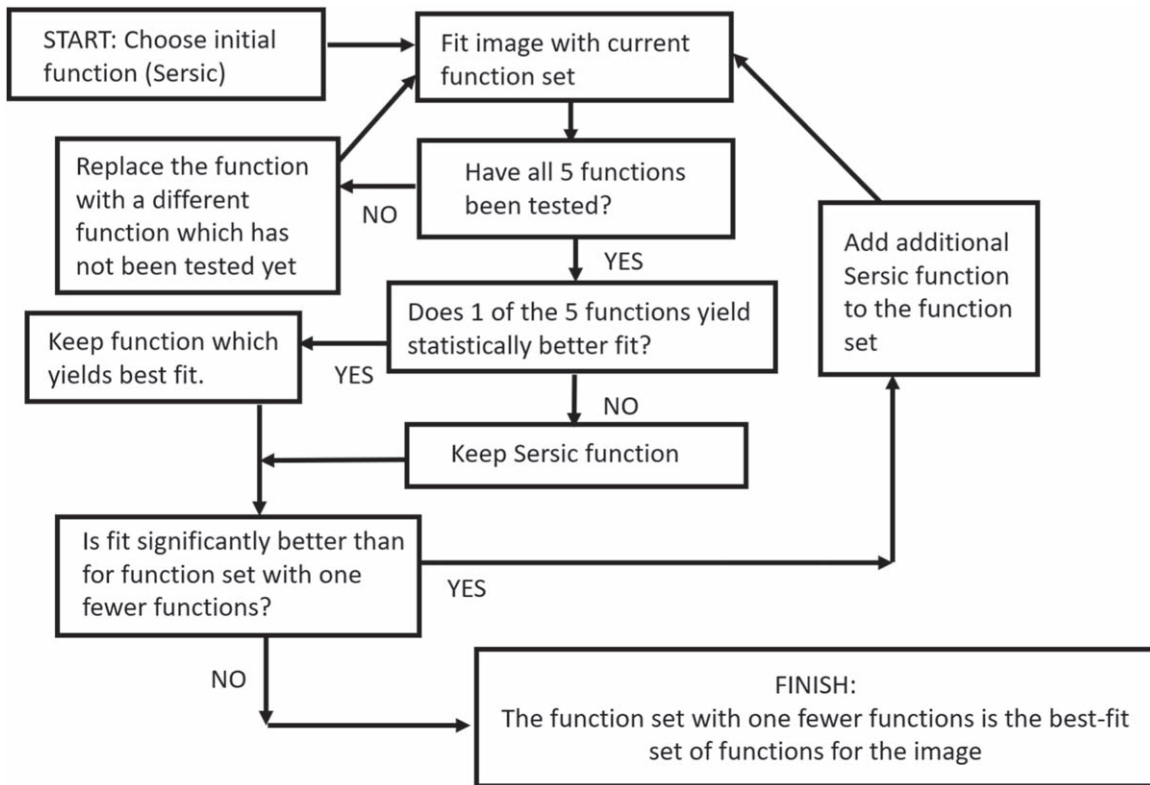 START: Choose initial
function (Sersic)
Fit image with current
function set
Replace the function
with a different
function which has
not been tested yet
NO
Have all 5 functions
been tested?
YES
Add additional
Sersic function
to the function
set
Does 1 of the 5 functions yield
statistically better fit?
Keep function which
yields best fit.
YES
NO
Keep Sersic function
Is fit significantly better than
for function set with one
fewer functions?
YES
NO
FINISH:
The function set with one fewer functions is the best-fit
set of functions for the image